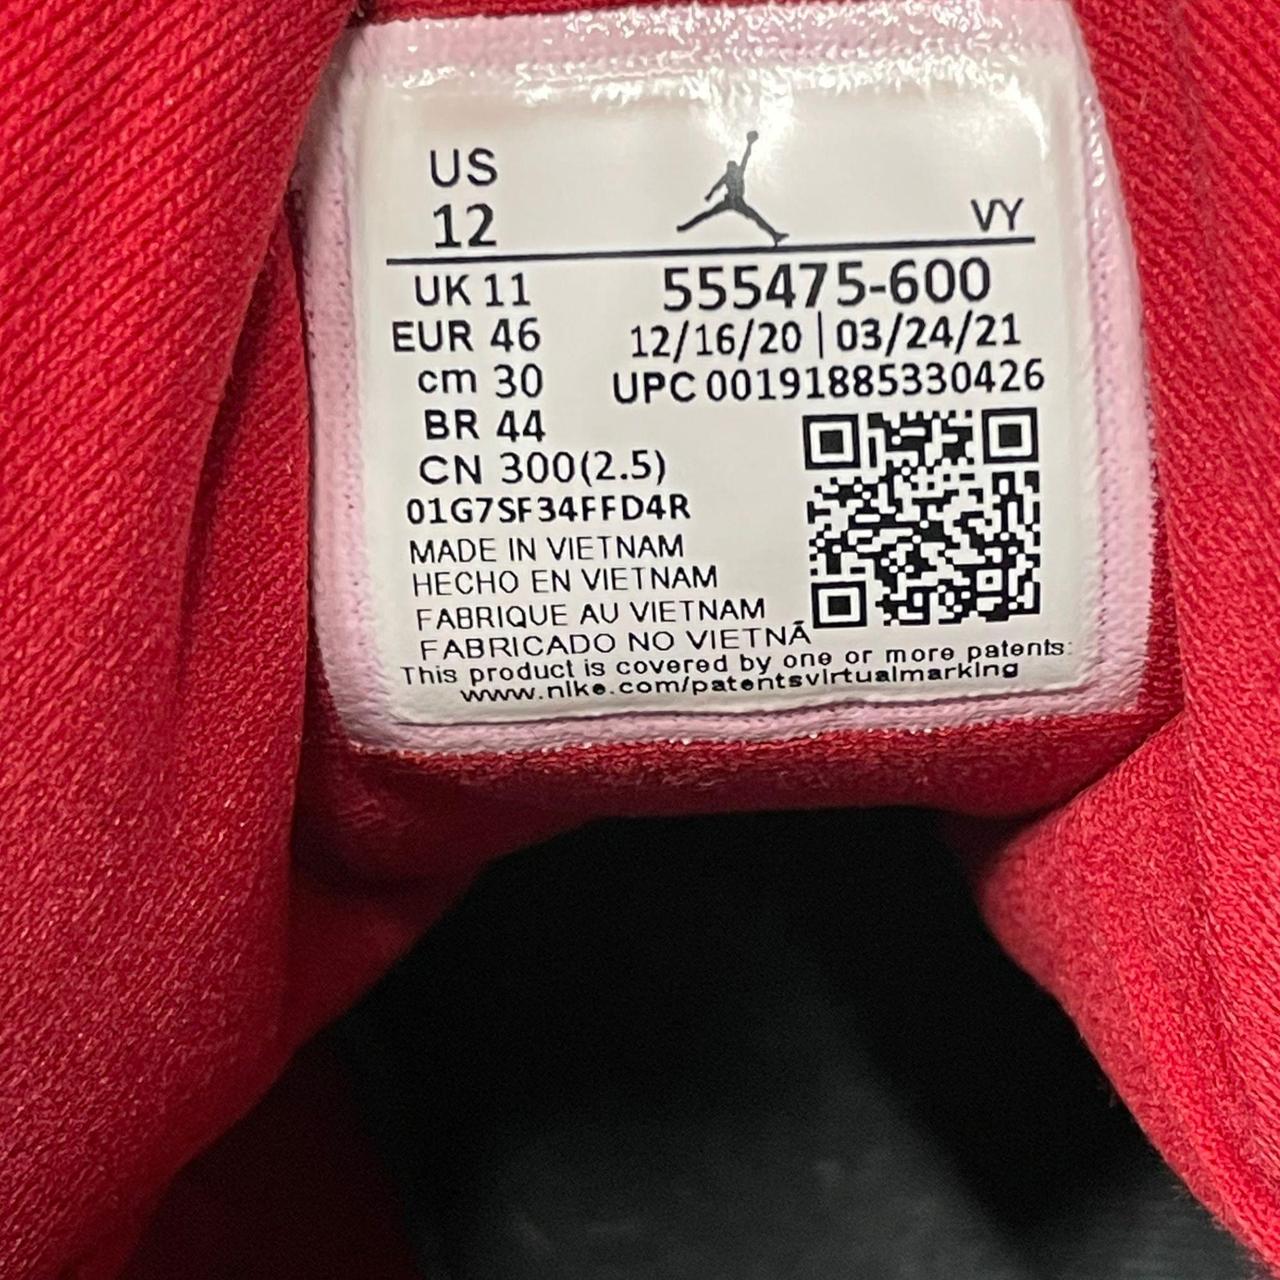 US
12
VY
UK 11
555475-600
EUR 46
12/16/20 | 03/24/21
cm 30
UPC 00191885330426
BR 44
CN 300(2.5)
01G7SF34FFD4R
MADE IN VIETNAM
HECHO EN VIETNAM
FABRIQUE AU VIETNAM
FABRICADO NO VIETNÃ
This product is covered by one or more patents:
www.nike.com/patentsvirtualmarking